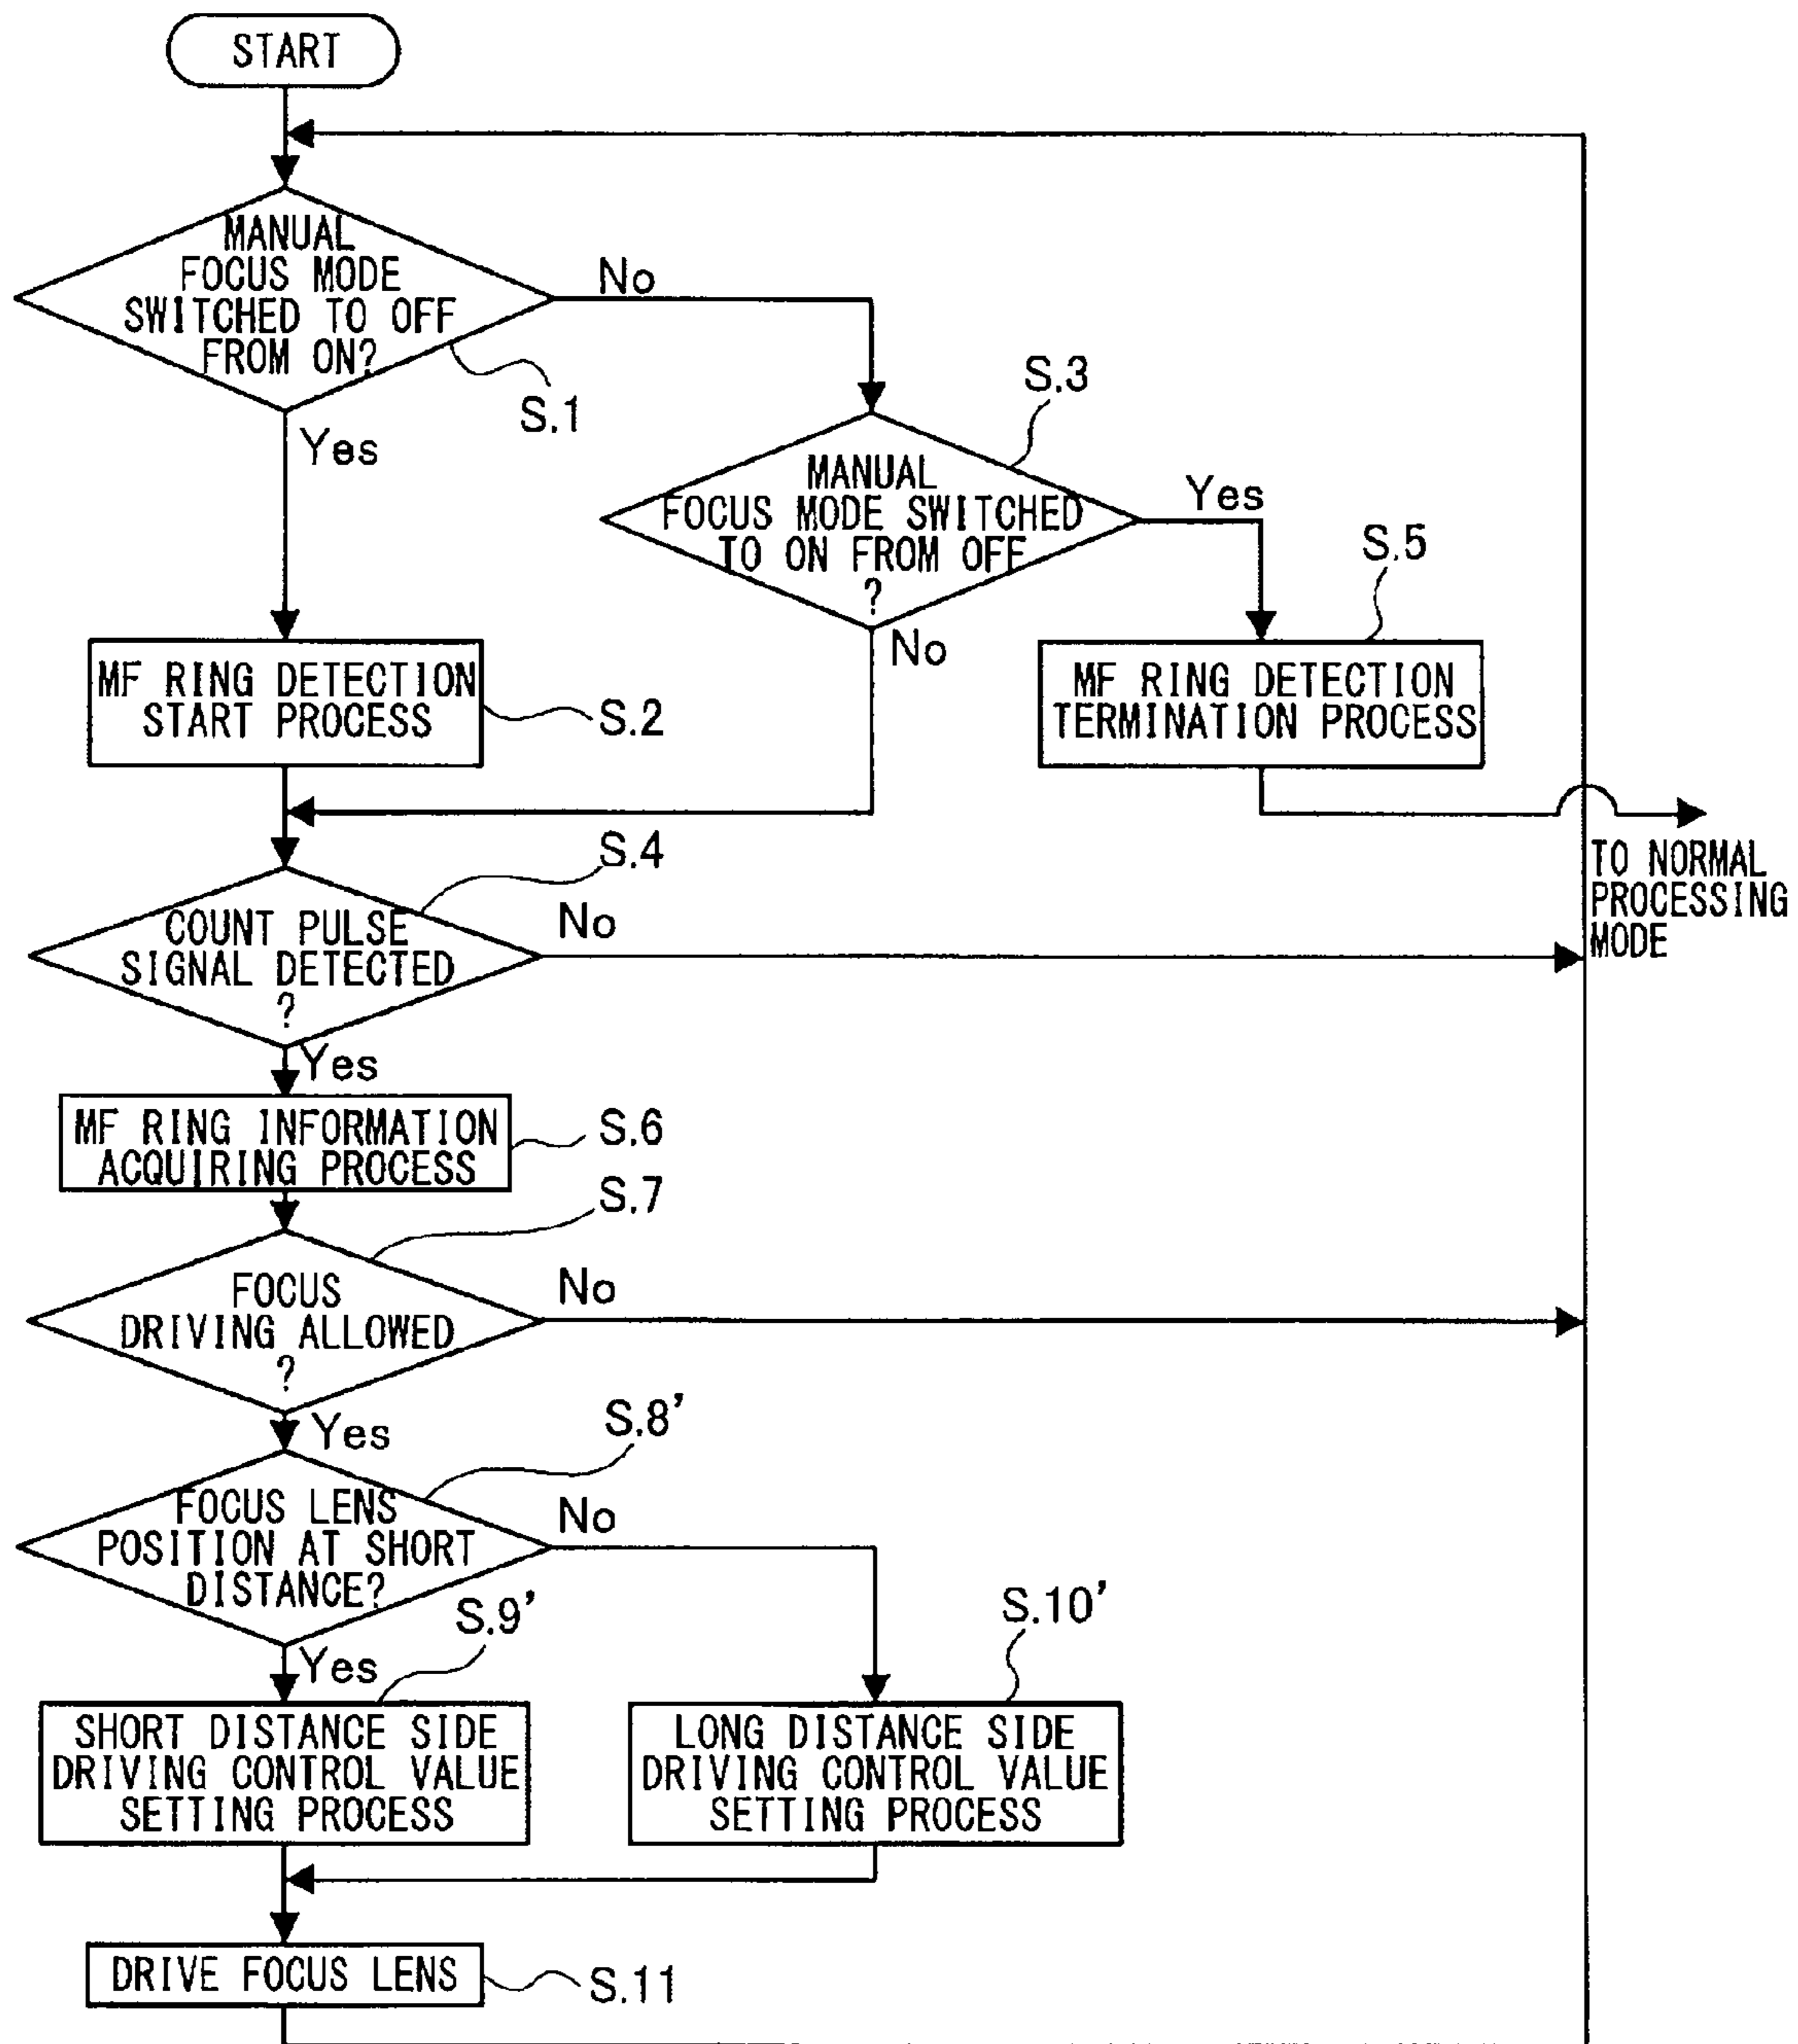 START
MANUAL
FOCUS MODE
SWITCHED TO OFF
FROM ON?
No
S.1
Yes
S.3
MANUAL
FOCUS MODE SWITCHED
TO ON FROM OFF
?
Yes
No
S.5
MF RING DETECTION
START PROCESS
S.2
MF RING DETECTION
TERMINATION PROCESS
TO NORMAL
PROCESSING
MODE
S.4
COUNT PULSE
SIGNAL DETECTED
?
No
Yes
MF RING INFORMATION
ACQUIRING PROCESS
S.6
S.7
FOCUS
DRIVING ALLOWED
?
No
Yes
S.8'
FOCUS LENS
POSITION AT SHORT
DISTANCE?
No
Yes
S.9'
S.10'
SHORT DISTANCE SIDE
DRIVING CONTROL VALUE
SETTING PROCESS
LONG DISTANCE SIDE
DRIVING CONTROL VALUE
SETTING PROCESS
DRIVE FOCUS LENS
S.11